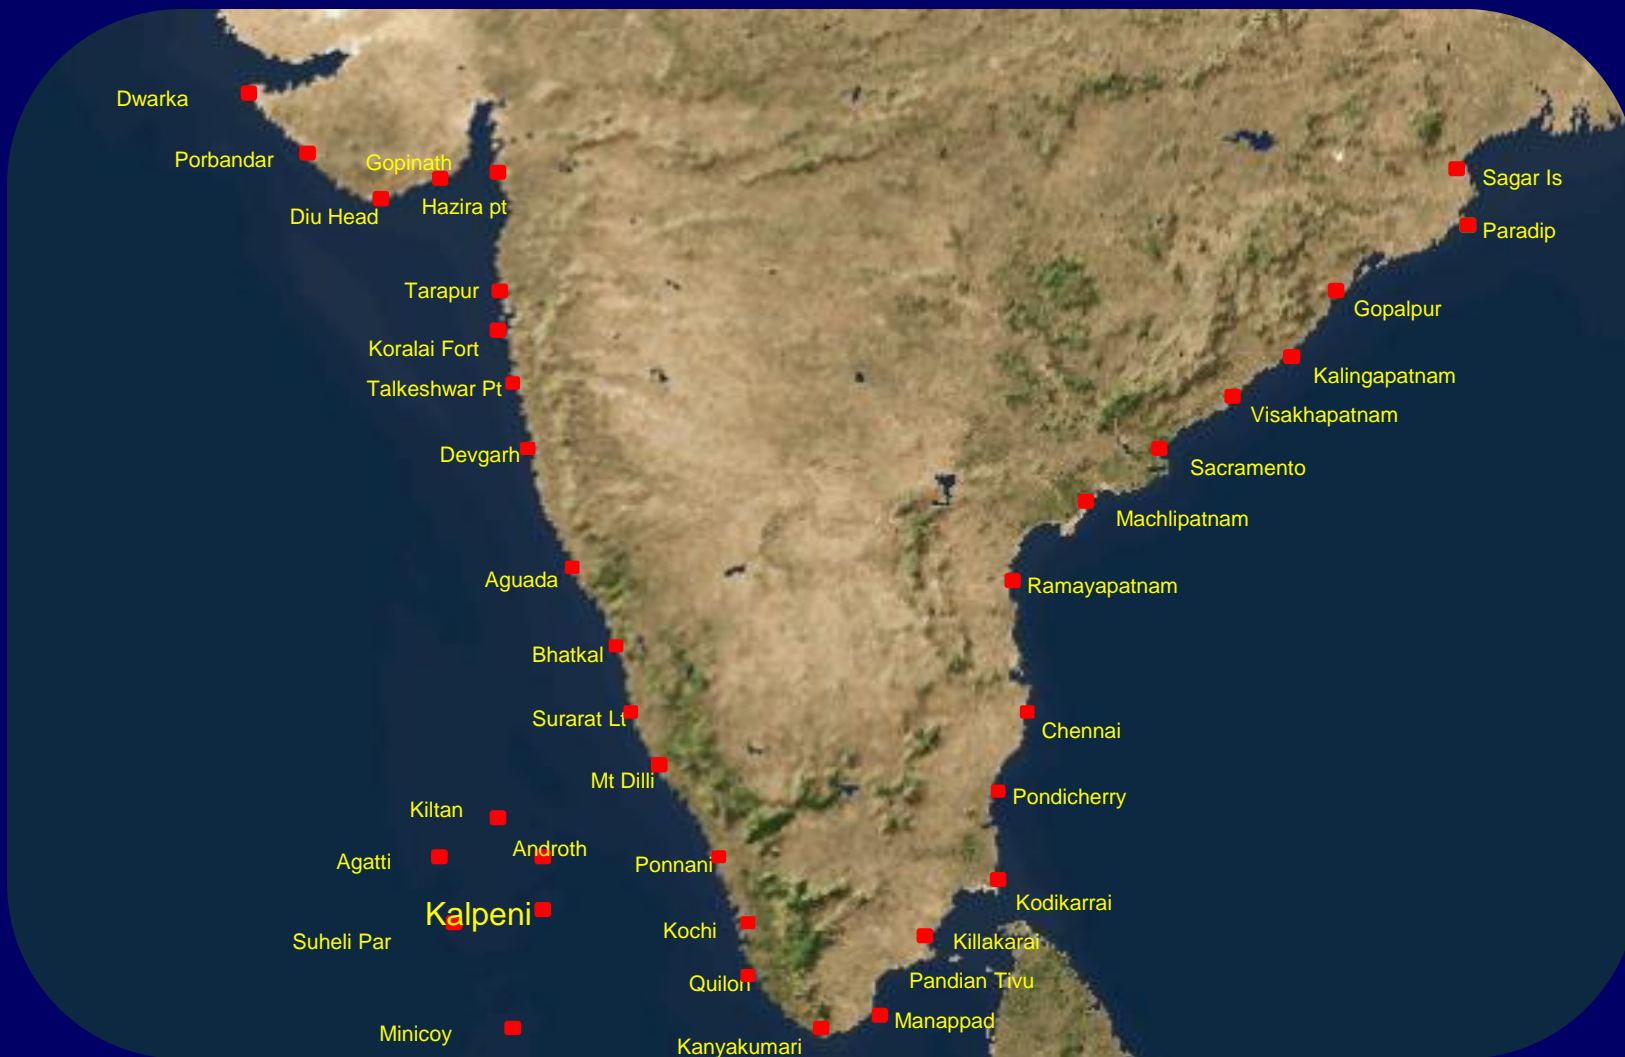 Dwarka
Porbandar
Gopinath
Diu Head
Hazira pt
Tarapur
Koralai Fort
Talkeshwar Pt
Devgarh
Aguada
Bhatkal
Surarat Lt
Mt Dilli
Kiltan
Androth
Agatti
Ponnani
Kalpeni
Suheli Par
Kochi
Quilon
Minicoy
Kanyakumari
Sagar Is
Paradip
Gopalpur
Kalingapatnam
Visakhapatnam
Sacramento
Machlipatnam
Ramayapatnam
Chennai
Pondicherry
Kodikarrai
Killakarai
Pandian Tivu
Manappad